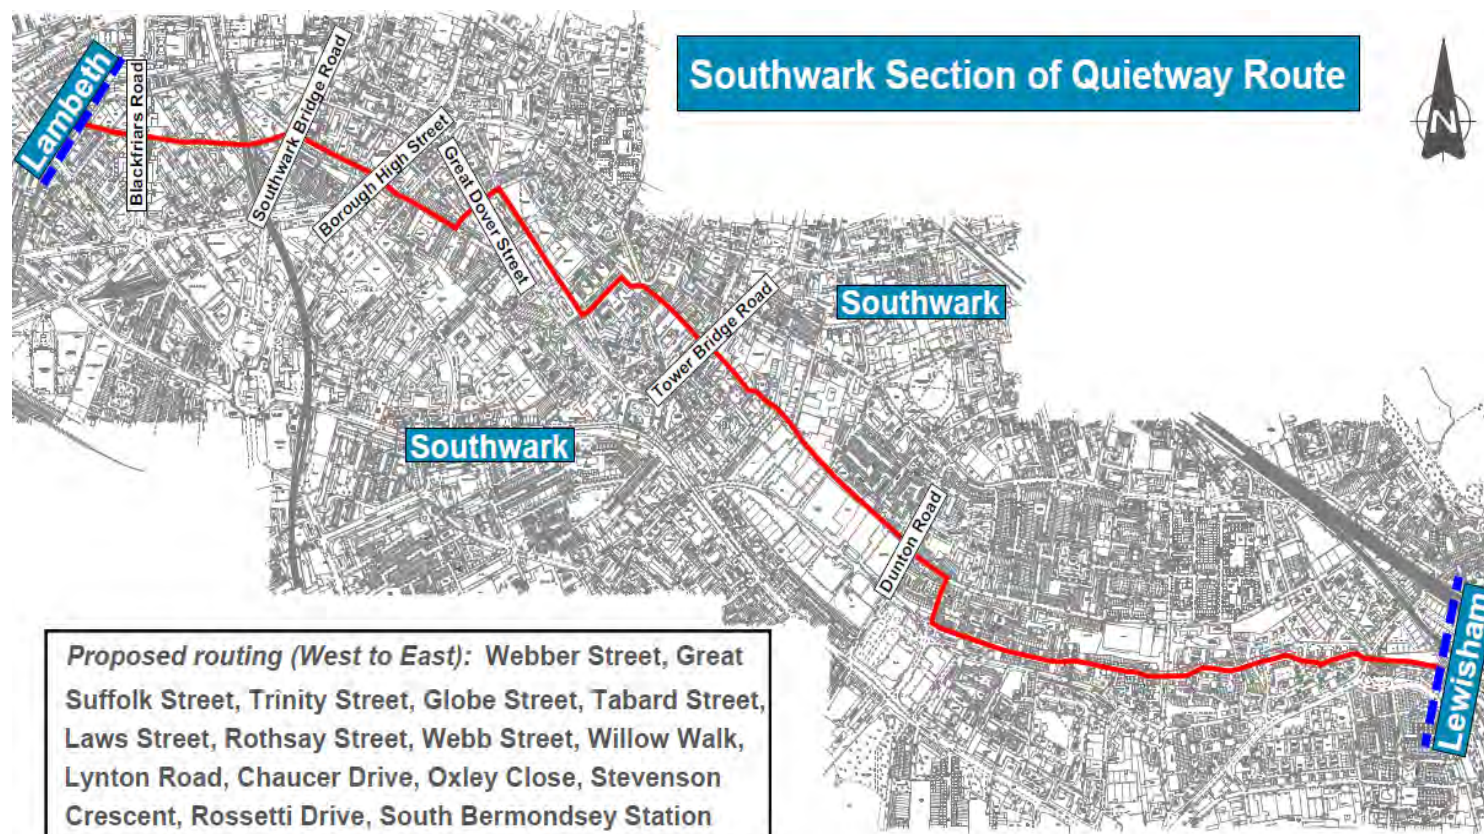 Southwark Section of Quietway Route
N
Lambeth
Blackfriars Road
Southwark Bridge Road
Borough High Street
Great Dover Street
Tower Bridge Road
Southwark
Southwark
Dunton Road
Lewisham
Proposed routing (West to East): Webber Street, Great
Suffolk Street, Trinity Street, Globe Street, Tabard Street,
Laws Street, Rothsay Street, Webb Street, Willow Walk,
Lynton Road, Chaucer Drive, Oxley Close, Stevenson
Crescent, Rossetti Drive, South Bermondsey Station